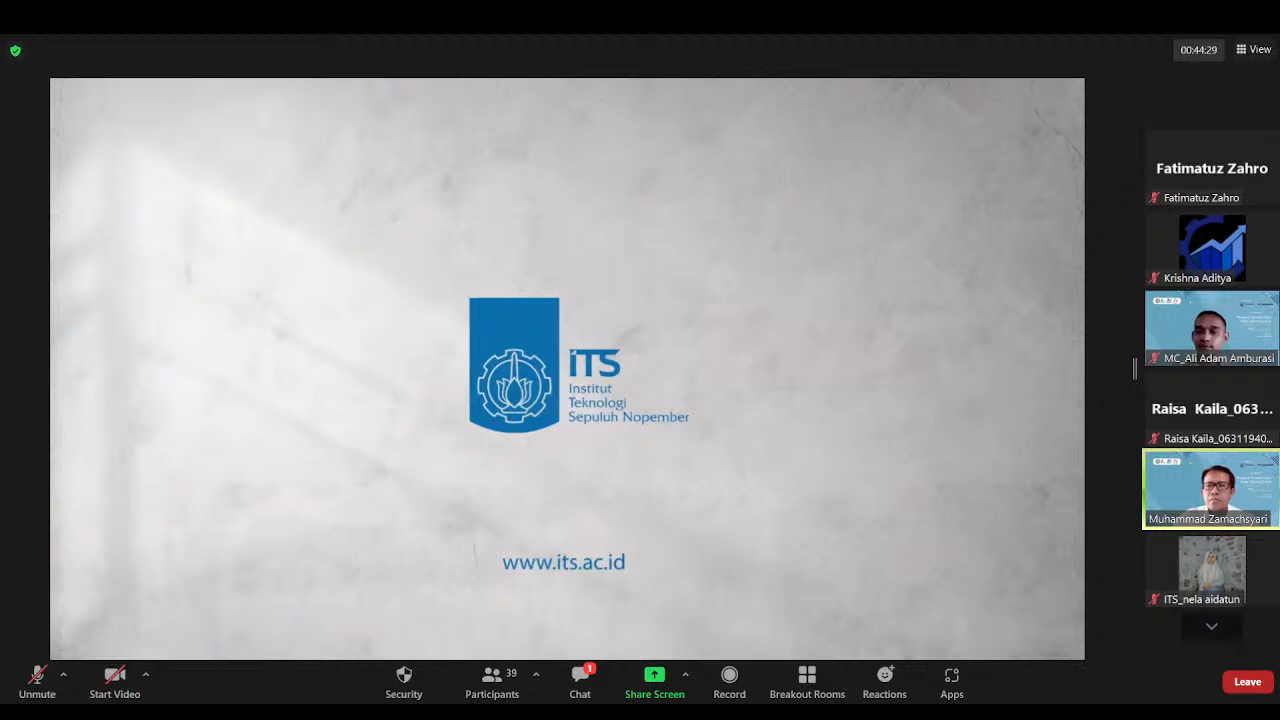 00:44:29
View
iTS
Institut
Teknologi
Sepuluh Nopember
www.its.ac.id
Fatimatuz Zahro
Fatimatuz Zahro
Krishna Aditya
MC_Ali Adam Amburasi
Raisa Kaila_063...
Raisa Kaila_06311940...
Muhammad Zamachsyari
ITS_nela aidatun
Unmute
Start Video
Security
39
Participants
1
Chat
Share Screen
Record
Breakout Rooms
Reactions
Apps
Leave